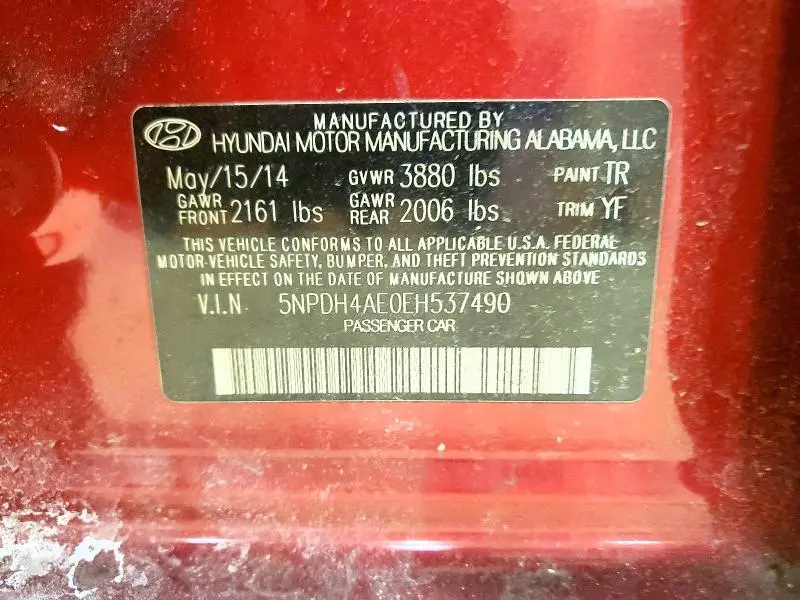 MANUFACTURED BY
HYUNDAI MOTOR MANUFACTURING ALABAMA, LLC
May/15/14 GVWR 3880 lbs PAINT TR
GAWR FRONT 2161 lbs GAWR REAR 2006 lbs TRIM YF
THIS VEHICLE CONFORMS TO ALL APPLICABLE U.S.A. FEDERAL
MOTOR-VEHICLE SAFETY, BUMPER, AND THEFT PREVENTION STANDARDS
IN EFFECT ON THE DATE OF MANUFACTURE SHOWN ABOVE
V.I.N 5NPDH4AE0EH537490
PASSENGER CAR